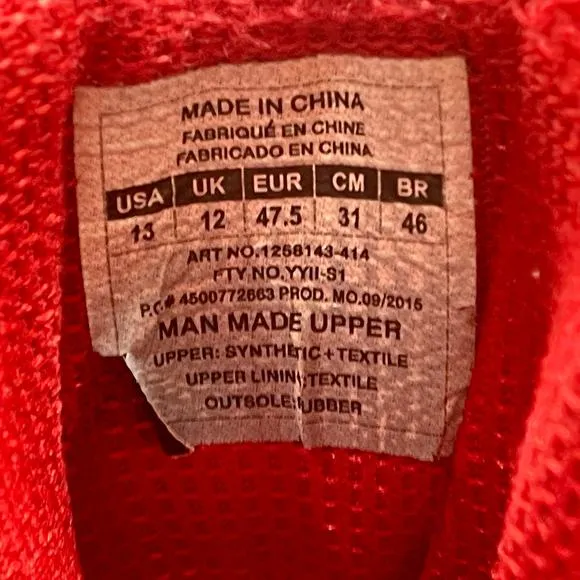 MADE IN CHINA
FABRIQUÉ EN CHINE
FABRICADO EN CHINA
USA UK EUR CM BR
13 12 47.5 31 46
ART NO.1258143-414
FTY NO.YYII-S1
P.O# 4500772663 PROD. MO.09/2015
MAN MADE UPPER
UPPER: SYNTHETIC+TEXTILE
UPPER LINING:TEXTILE
OUTSOLE:RUBBER